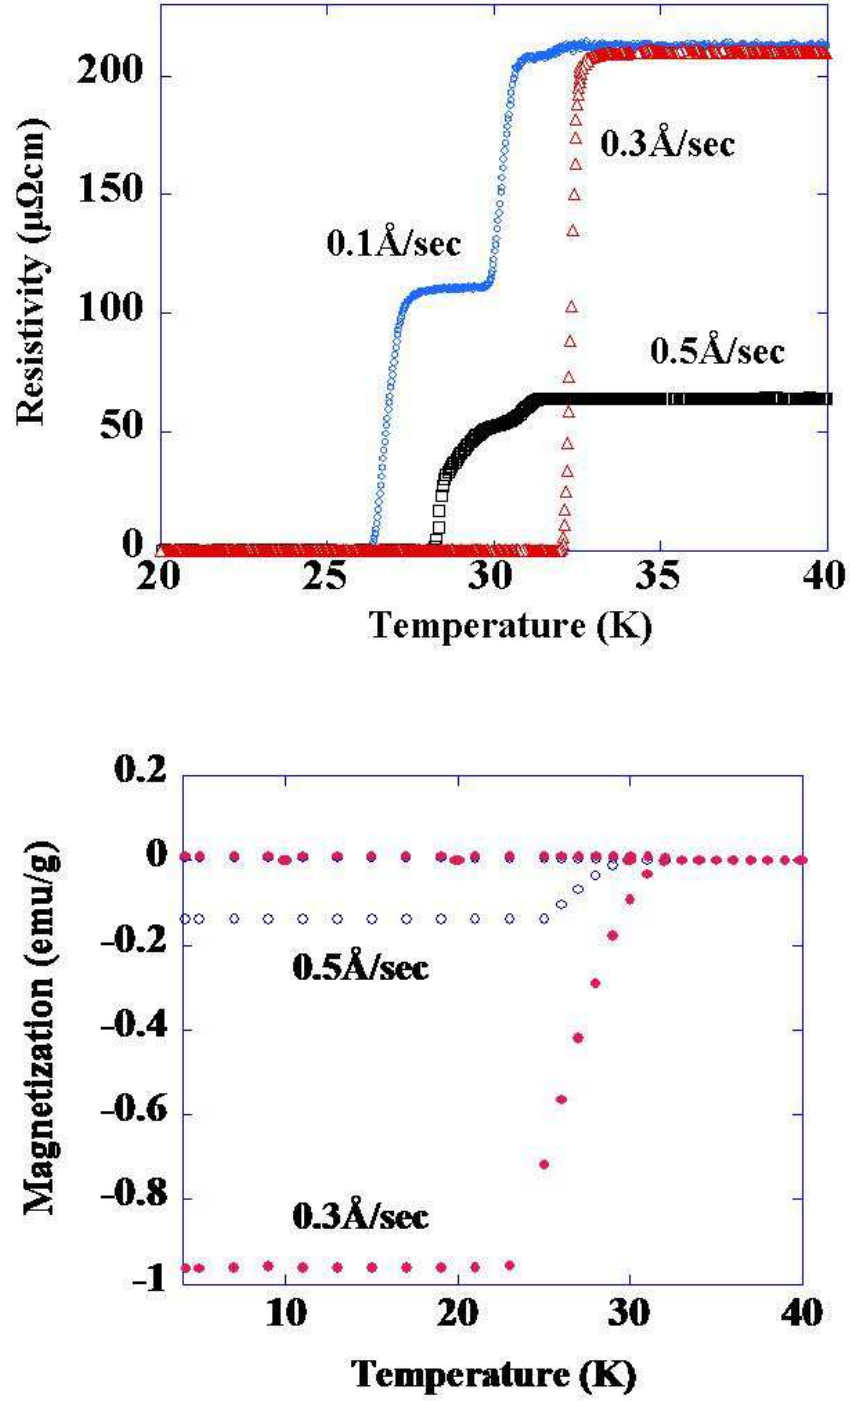 200
0.3Å/sec
150
0.1Å/sec
100
0.5Å/sec
50
0
20 25 30 35 40
Resistivity (μΩcm)
Temperature (K)
0.2
0
-0.2
0.5Å/sec
-0.4
-0.6
-0.8
0.3Å/sec
-1
10 20 30 40
Magnetization (emu/g)
Temperature (K)